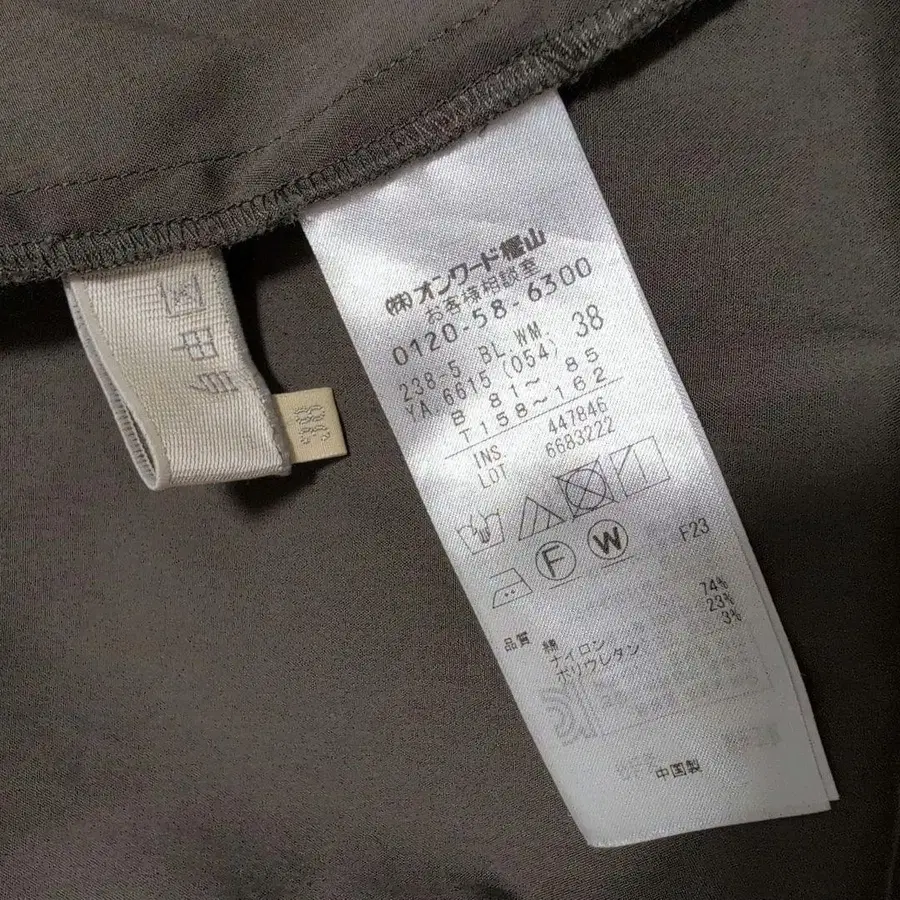 ㈱オンワード樫山
お客様相談室
0120-58-6300
238-5 BL.WM. 38
YA 6615 (054)
B 81～ 85
T158～162
INS. 447846
LOT 6683222
F W
F23
品質 綿 74%
ナイロン 23%
ポリウレタン 3%
中国製
38